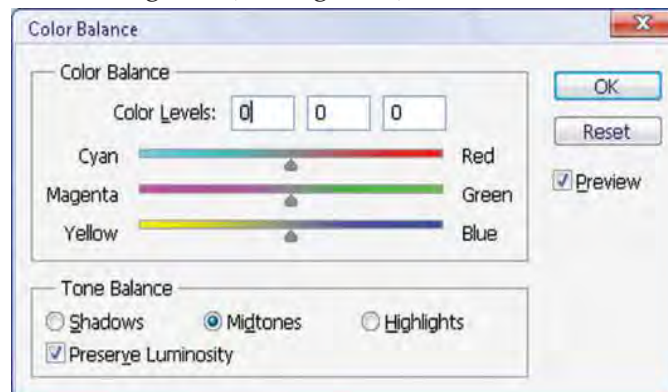 Color Balance
Color Balance
OK
Color Levels: 0 0 0
Reset
Cyan Red
Preview
Magenta Green
Yellow Blue
Tone Balance
Shadows Midtones Highlights
Preserve Luminosity